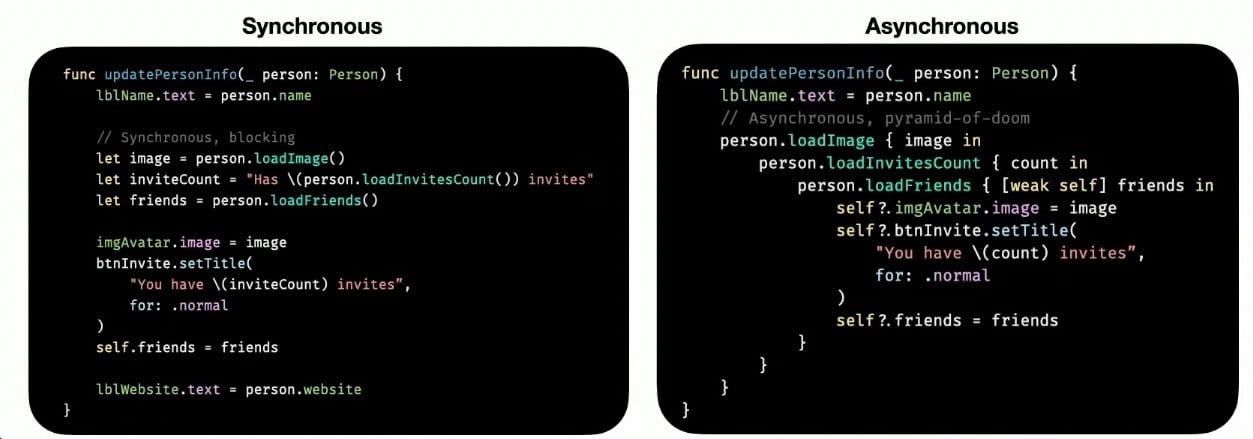 Synchronous
func updatePersonInfo(_ person: Person) {
lblName.text = person.name
// Synchronous, blocking
let image = person.loadImage()
let inviteCount = "Has \(person.loadInvitesCount()) invites"
let friends = person.loadFriends()
imgAvatar.image = image
btnInvite.setTitle(
"You have \(inviteCount) invites”,
for: .normal
)
self.friends = friends
lblWebsite.text = person.website
}
Asynchronous
func updatePersonInfo(_ person: Person) {
lblName.text = person.name
// Asynchronous, pyramid-of-doom
person.loadImage { image in
person.loadInvitesCount { count in
person.loadFriends { [weak self] friends in
self?.imgAvatar.image = image
self?.btnInvite.setTitle(
"You have \(count) invites”,
for: .normal
)
self?.friends = friends
}
}
}
}